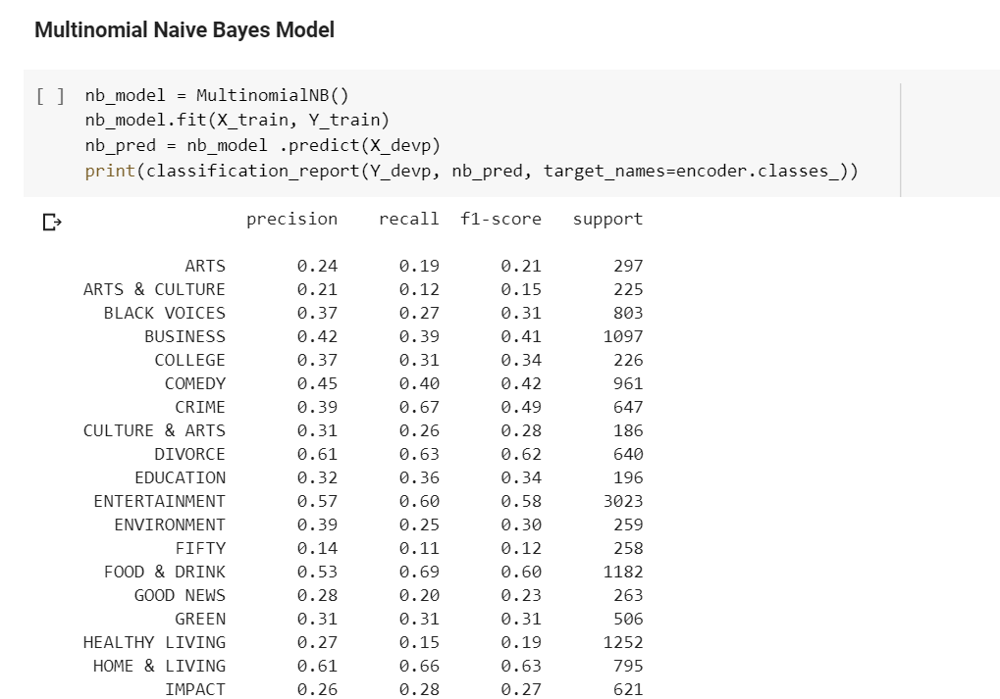 Multinomial Naive Bayes Model
[ ] nb_model = MultinomialNB()
nb_model.fit(X_train, Y_train)
nb_pred = nb_model .predict(X_devp)
print(classification_report(Y_devp, nb_pred, target_names=encoder.classes_))
precision recall f1-score support
ARTS 0.24 0.19 0.21 297
ARTS & CULTURE 0.21 0.12 0.15 225
BLACK VOICES 0.37 0.27 0.31 803
BUSINESS 0.42 0.39 0.41 1097
COLLEGE 0.37 0.31 0.34 226
COMEDY 0.45 0.40 0.42 961
CRIME 0.39 0.67 0.49 647
CULTURE & ARTS 0.31 0.26 0.28 186
DIVORCE 0.61 0.63 0.62 640
EDUCATION 0.32 0.36 0.34 196
ENTERTAINMENT 0.57 0.60 0.58 3023
ENVIRONMENT 0.39 0.25 0.30 259
FIFTY 0.14 0.11 0.12 258
FOOD & DRINK 0.53 0.69 0.60 1182
GOOD NEWS 0.28 0.20 0.23 263
GREEN 0.31 0.31 0.31 506
HEALTHY LIVING 0.27 0.15 0.19 1252
HOME & LIVING 0.61 0.66 0.63 795
IMPACT 0.26 0.28 0.27 621